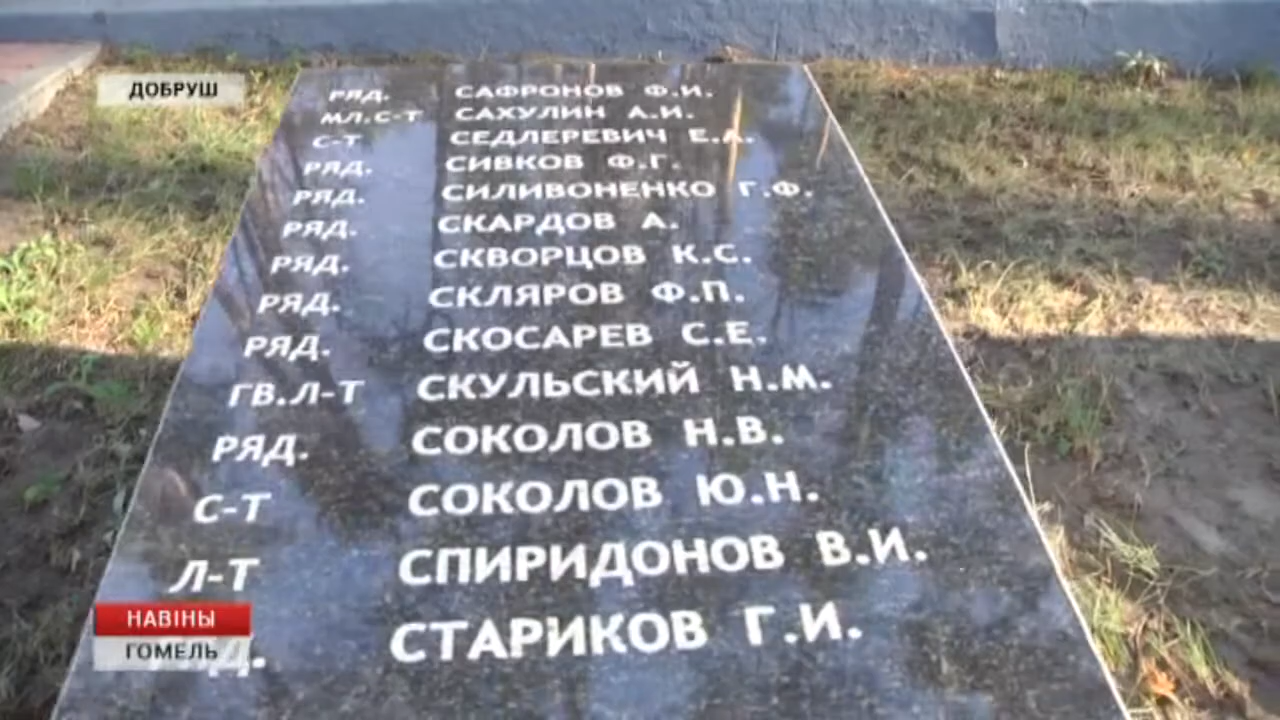 ДОБРУШ
РЯД. САФРОНОВ Ф.И.
МЛ.С-Т САХУЛИН А.И.
С-Т СЕДЛЕРЕВИЧ Е.А.
РЯД. СИВКОВ Ф.Г.
РЯД. СИЛИВОНЕНКО Г.Ф.
РЯД. СКАРДОВ А.
РЯД. СКВОРЦОВ К.С.
РЯД. СКЛЯРОВ Ф.П.
РЯД. СКОСАРЕВ С.Е.
ГВ.Л-Т СКУЛЬСКИЙ Н.М.
РЯД. СОКОЛОВ Н.В.
С-Т СОКОЛОВ Ю.Н.
Л-Т СПИРИДОНОВ В.И.
СТАРИКОВ Г.И.
НАВІНЫ
ГОМЕЛЬ